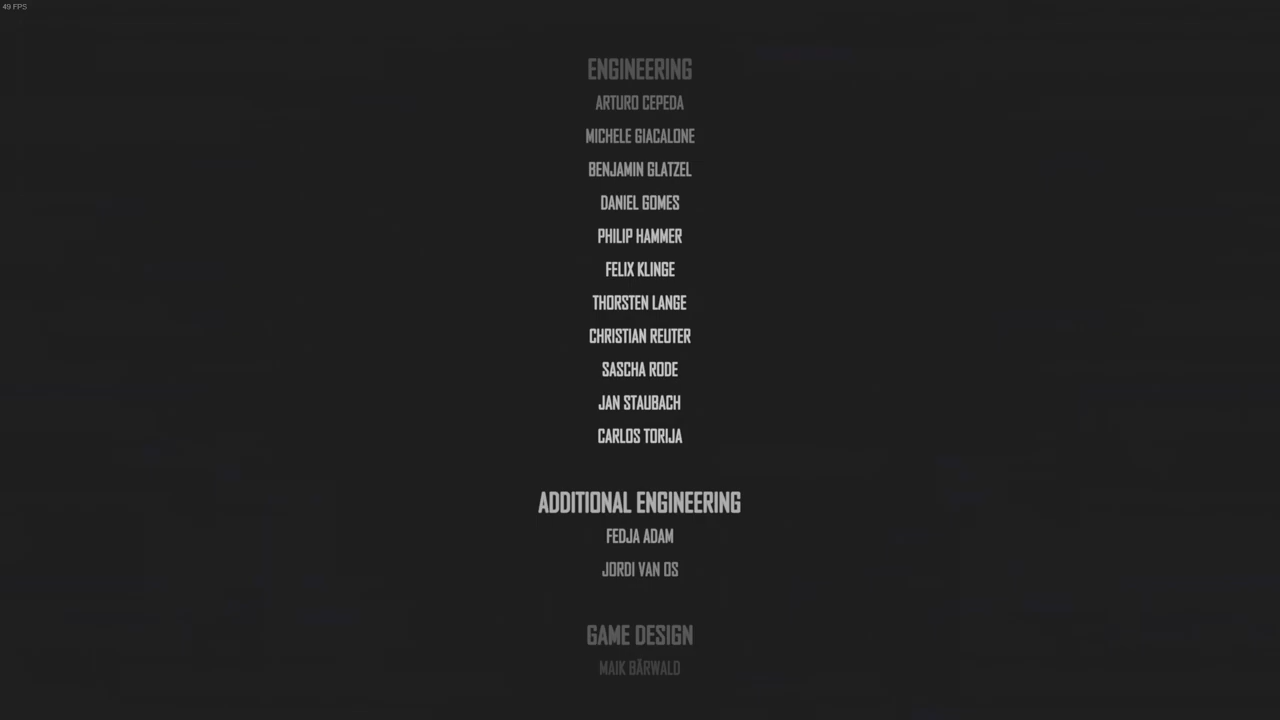 49 FPS
ENGINEERING
ARTURO CEPEDA
MICHELE GIACALONE
BENJAMIN GLATZEL
DANIEL GOMES
PHILIP HAMMER
FELIX KLINGE
THORSTEN LANGE
CHRISTIAN REUTER
SASCHA RODE
JAN STAUBACH
CARLOS TORIJA
ADDITIONAL ENGINEERING
FEDJA ADAM
JORDI VAN OS
GAME DESIGN
MAIK BÄRWALD